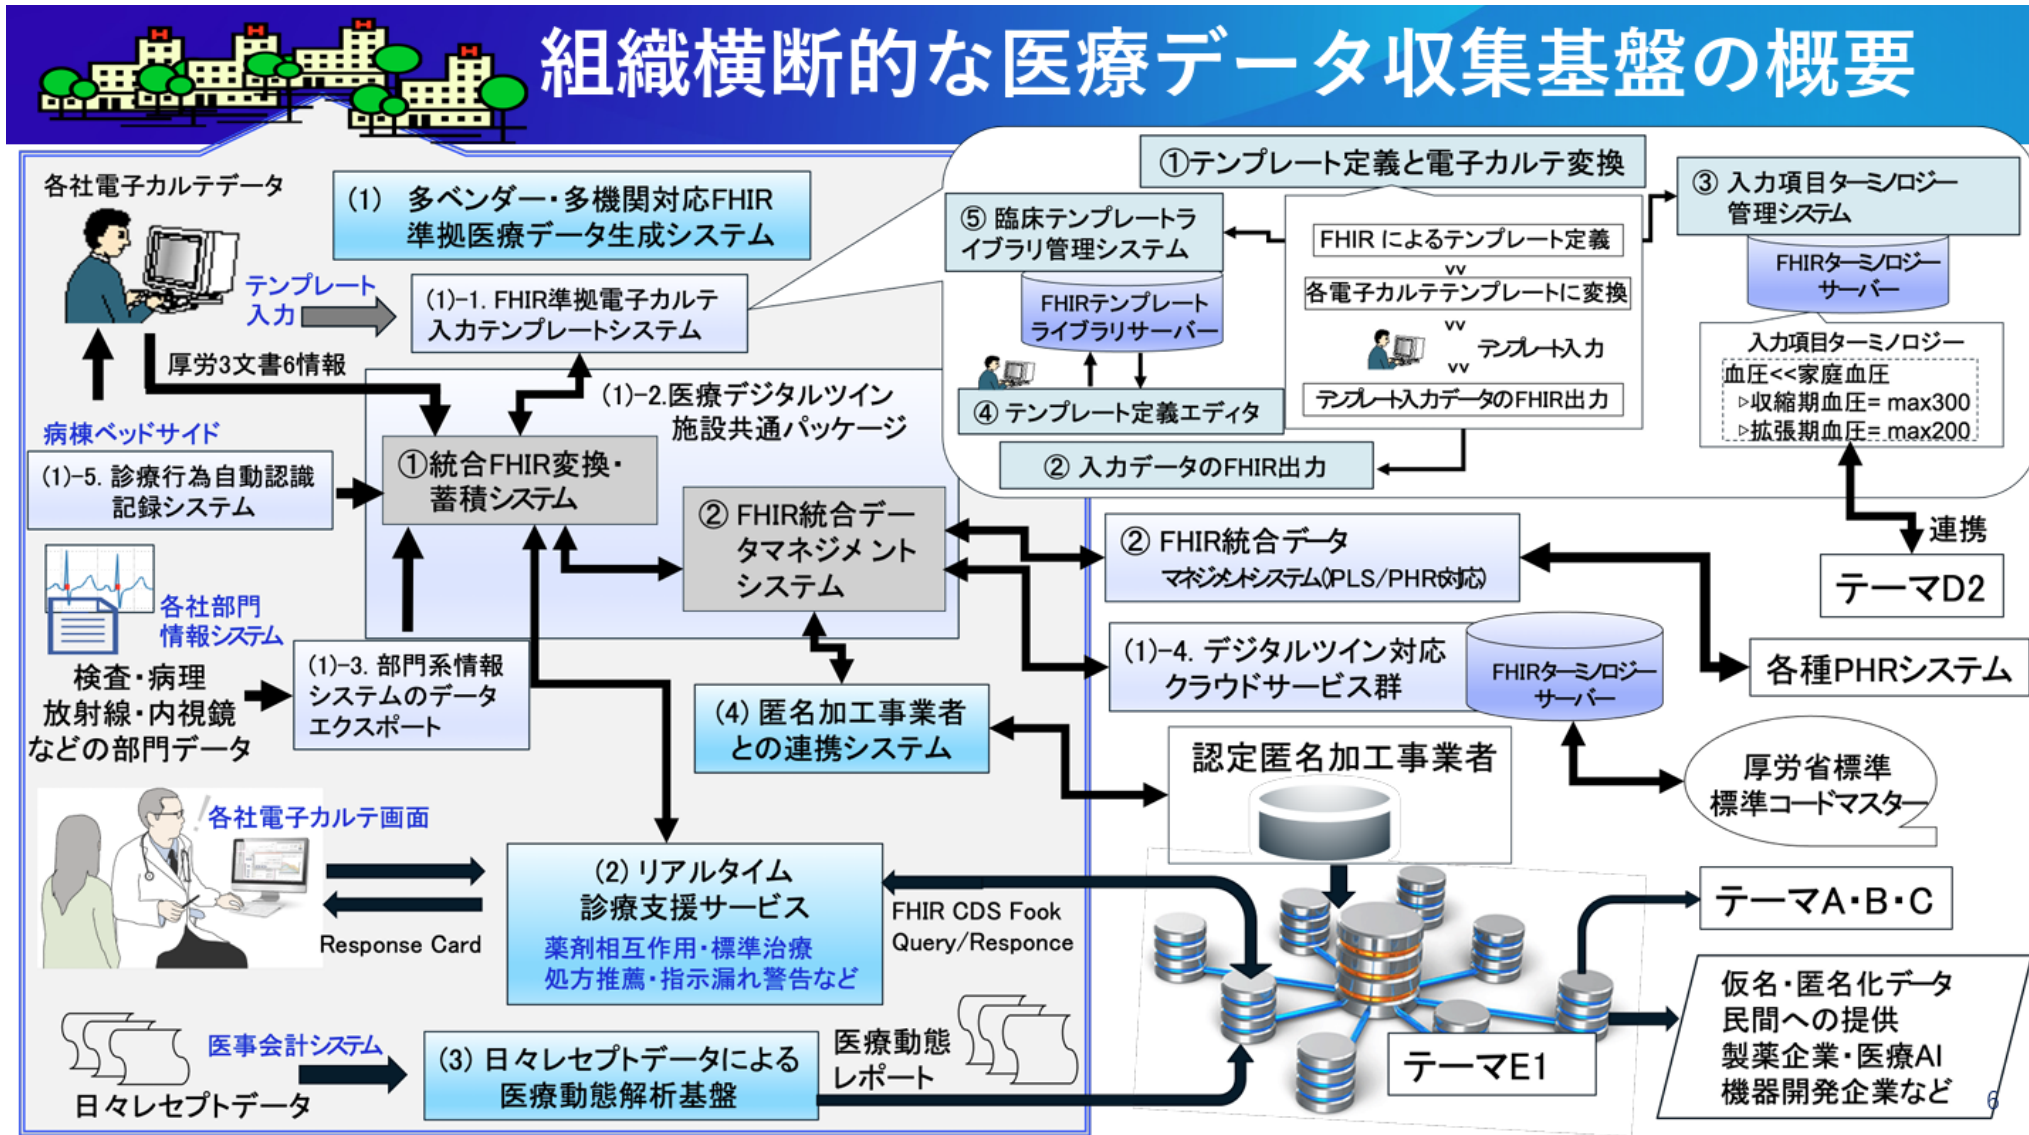 組織横断的な医療データ収集基盤の概要
各社電子カルテデータ
(1) 多ベンダー・多機関対応FHIR
準拠医療データ生成システム
テンプレート
入力
(1)-1. FHIR準拠電子カルテ
入力テンプレートシステム
厚労3文書6情報
(1)-2.医療デジタルツイン
施設共通パッケージ
病棟ベッドサイド
(1)-5. 診療行為自動認識
記録システム
①統合FHIR変換・
蓄積システム
② FHIR統合デー
タマネジメント
システム
各社部門
情報システム
検査・病理
放射線・内視鏡
などの部門データ
(1)-3. 部門系情報
システムのデータ
エクスポート
(4) 匿名加工事業者
との連携システム
各社電子カルテ画面
Response Card
(2) リアルタイム
診療支援サービス
薬剤相互作用・標準治療
処方推薦・指示漏れ警告など
FHIR CDS Fook
Query/Responce
医事会計システム
日々レセプトデータ
(3) 日々レセプトデータによる
医療動態解析基盤
医療動態
レポート
①テンプレート定義と電子カルテ変換
⑤ 臨床テンプレートラ
イブラリ管理システム
FHIRテンプレート
ライブラリサーバー
④ テンプレート定義エディタ
② 入力データのFHIR出力
FHIR によるテンプレート定義
vv
各電子カルテテンプレートに変換
vv
テンプレート入力
vv
テンプレート入力データのFHIR出力
③ 入力項目ターミノロジー
管理システム
FHIRターミノロジー
サーバー
入力項目ターミノロジー
血圧<<家庭血圧
▷収縮期血圧= max300
▷拡張期血圧= max200
連携
テーマD2
② FHIR統合データ
マネジメントシステム(PLS/PHR対応)
(1)-4. デジタルツイン対応
クラウドサービス群
FHIRターミノロジー
サーバー
各種PHRシステム
認定匿名加工事業者
厚労省標準
標準コードマスター
テーマA・B・C
テーマE1
仮名・匿名化データ
民間への提供
製薬企業・医療AI
機器開発企業など
6